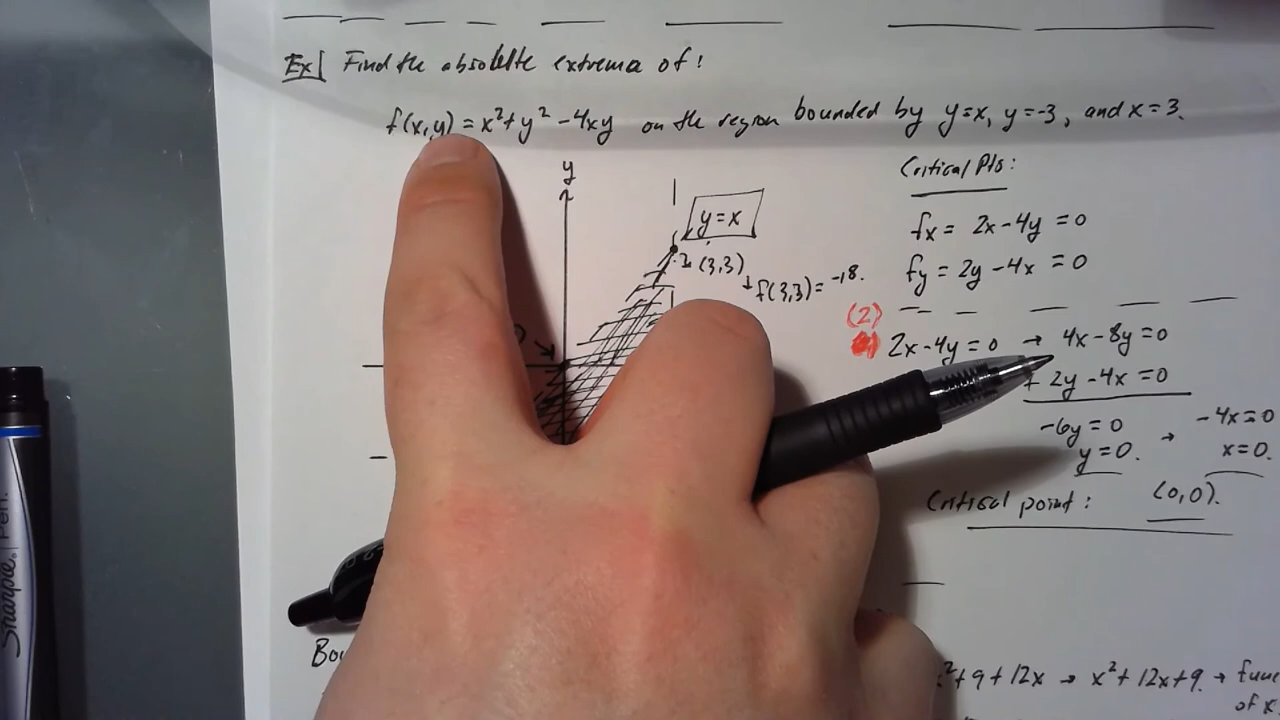 Ex| Find the absolute extrema of:
f(x,y) = x² + y² - 4xy on the region bounded by y=x, y=-3, and x=3.
y
y=x
(3,3)
f(3,3) = -18.
Critical Pts:
fx = 2x - 4y = 0
fy = 2y - 4x = 0
(2)
2x - 4y = 0 → 4x - 8y = 0
+ 2y - 4x = 0
-6y = 0 → -4x = 0
y = 0. x = 0.
Critical point: (0,0).
Bou
²+9+12x → x²+12x+9. → func
of x
Sharpie. Pen.